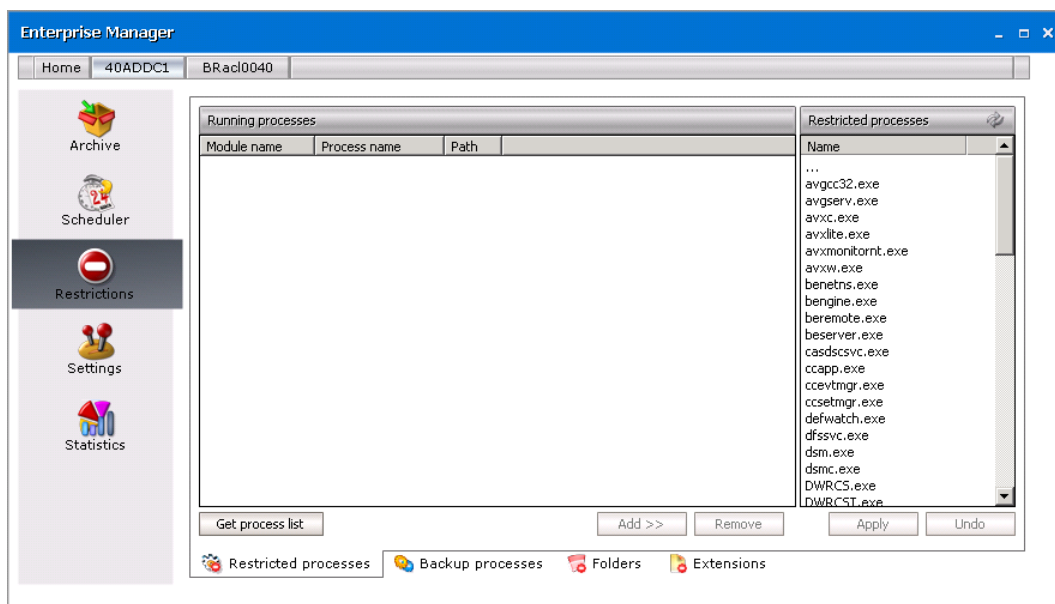 Enterprise Manager
Home 40ADDC1 BRacl0040
Archive
Scheduler
Restrictions
Settings
Statistics
Running processes
Module name Process name Path
Restricted processes
Name
...
avgcc32.exe
avgserv.exe
avxc.exe
avxlite.exe
avxmonitornt.exe
avxw.exe
benetns.exe
bengine.exe
beremote.exe
beserver.exe
casdscsvc.exe
ccapp.exe
ccevtmgr.exe
ccsetmgr.exe
defwatch.exe
dfssvc.exe
dsm.exe
dsmc.exe
DWRCS.exe
DWRCST.exe
Get process list Add >> Remove Apply Undo
Restricted processes Backup processes Folders Extensions